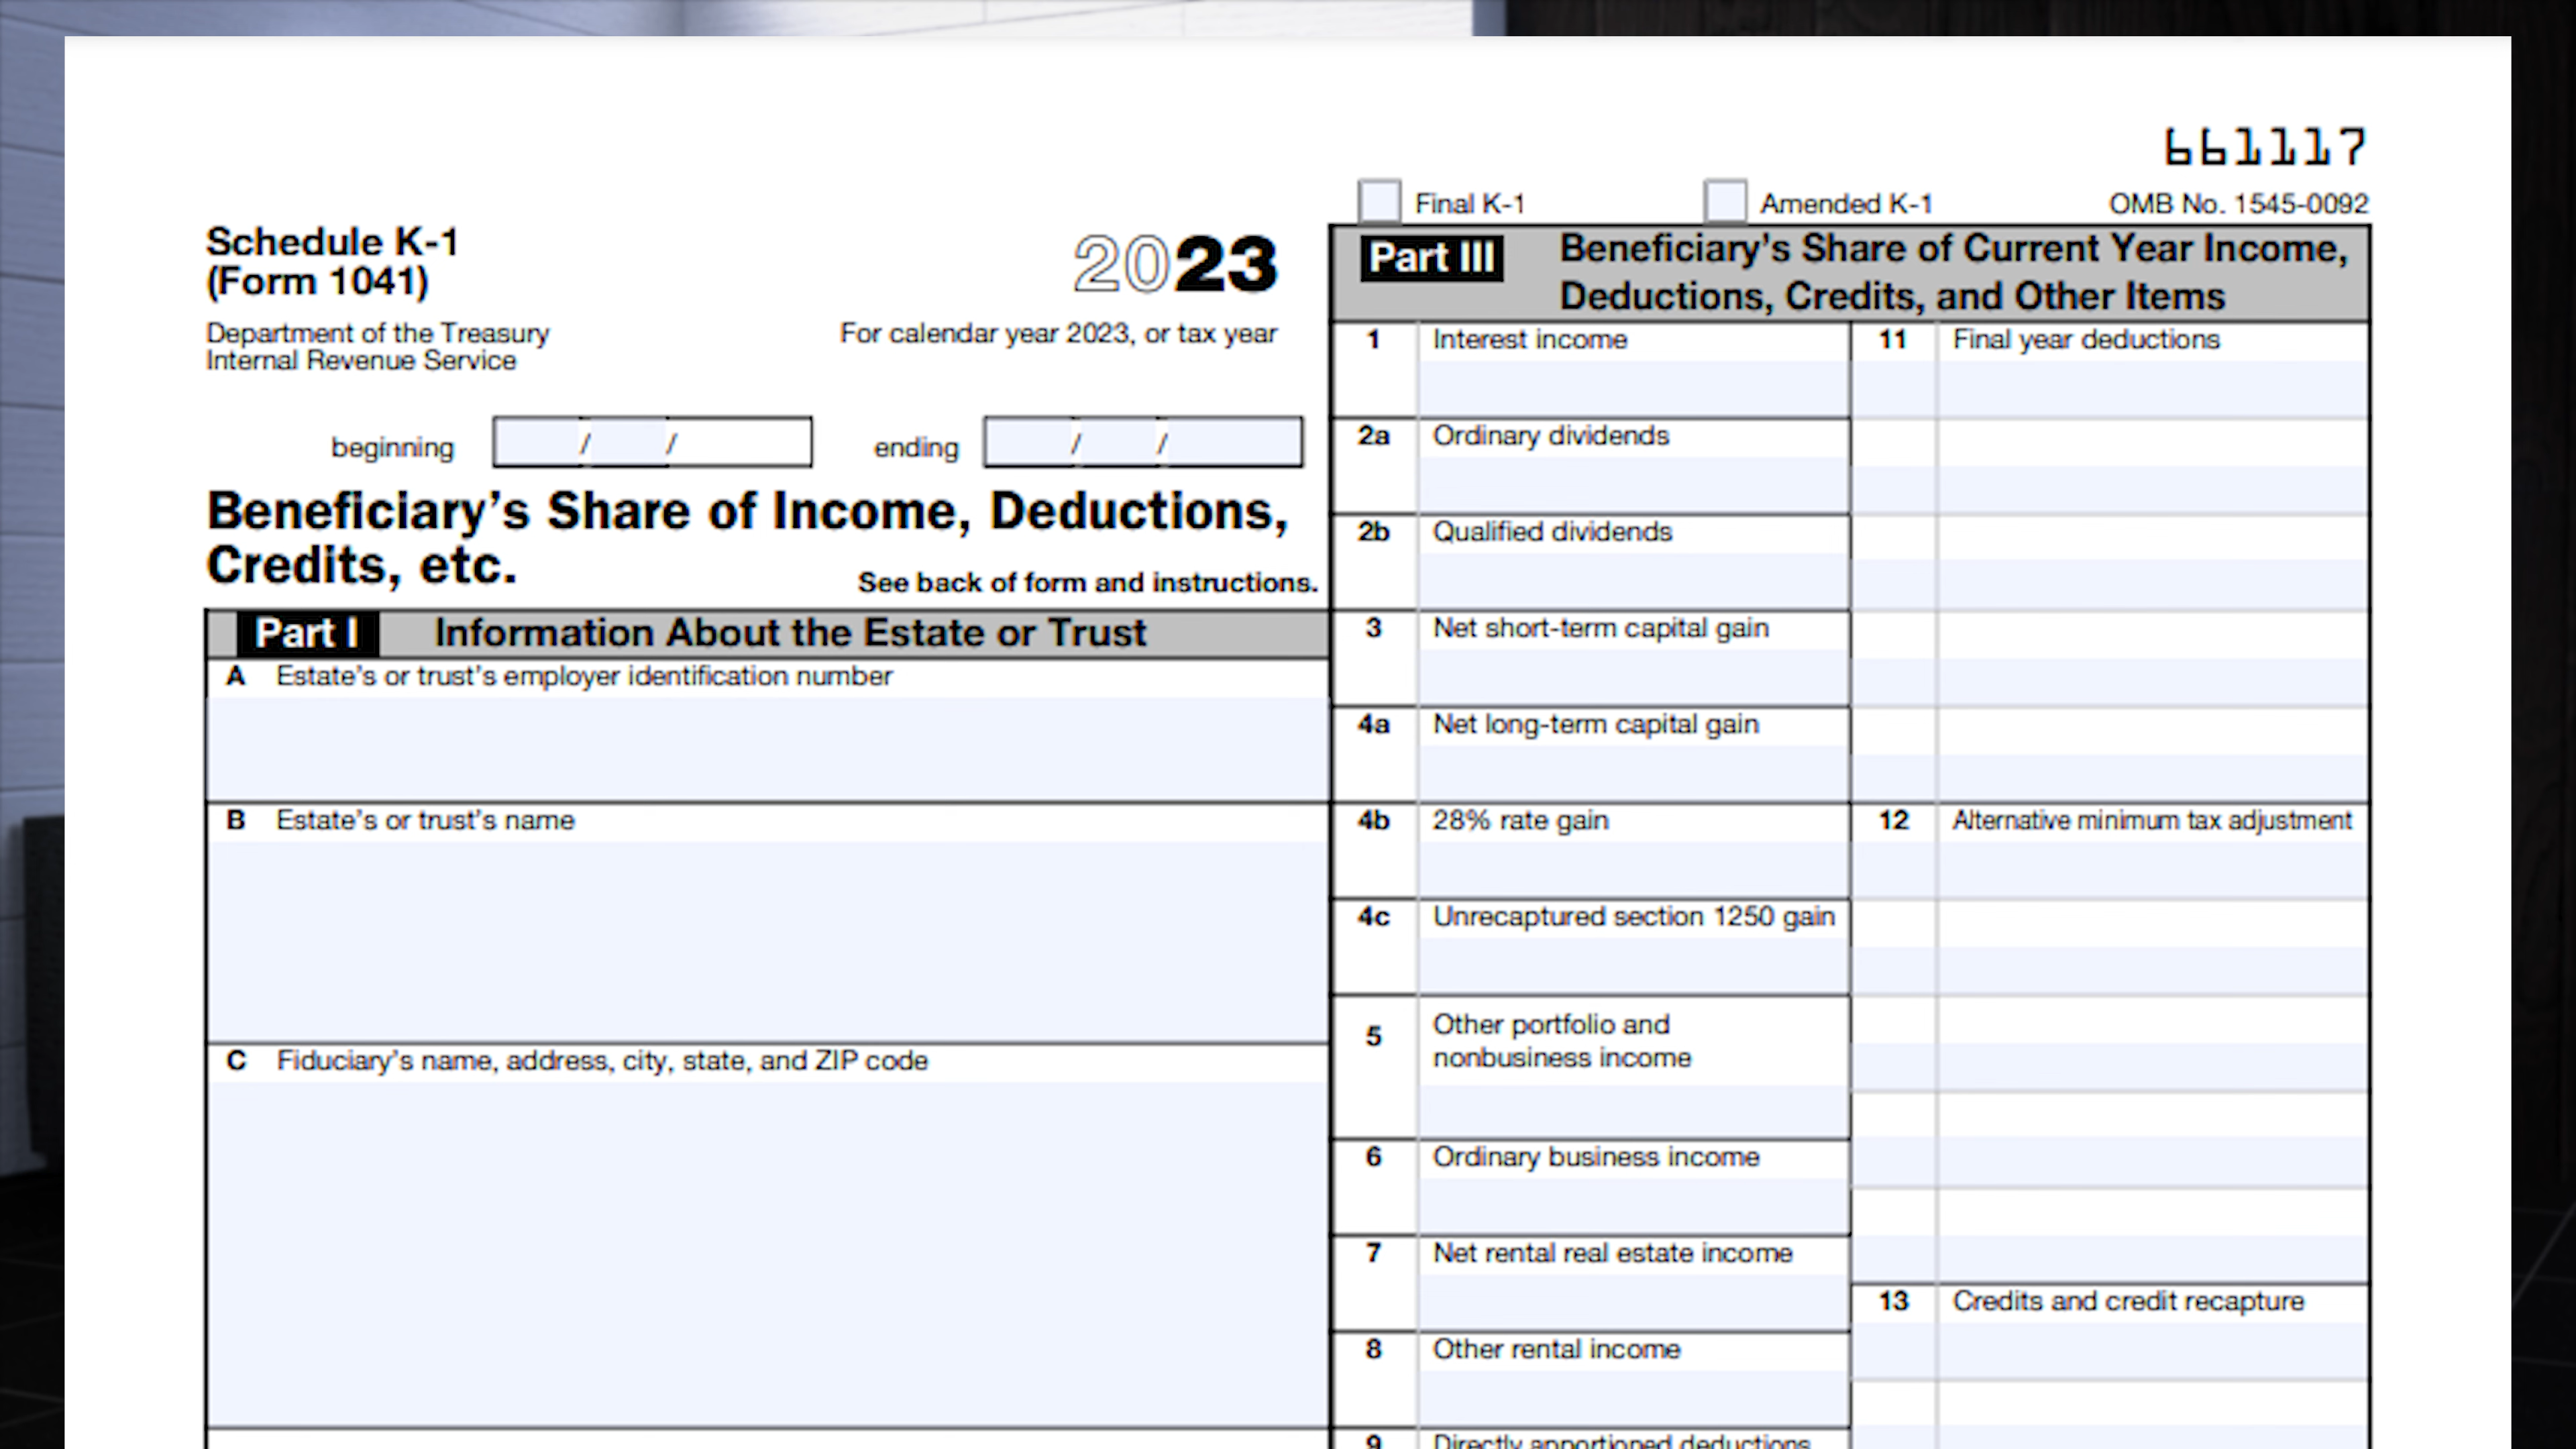 661117
Final K-1
Amended K-1
OMB No. 1545-0092
Schedule K-1
(Form 1041)
2023
Department of the Treasury
Internal Revenue Service
For calendar year 2023, or tax year
beginning / / ending / /
Beneficiary's Share of Income, Deductions,
Credits, etc.
See back of form and instructions.
Part I Information About the Estate or Trust
A Estate's or trust's employer identification number
B Estate's or trust's name
C Fiduciary's name, address, city, state, and ZIP code
Part III Beneficiary's Share of Current Year Income,
Deductions, Credits, and Other Items
1 Interest income
2a Ordinary dividends
2b Qualified dividends
3 Net short-term capital gain
4a Net long-term capital gain
4b 28% rate gain
4c Unrecaptured section 1250 gain
5 Other portfolio and
nonbusiness income
6 Ordinary business income
7 Net rental real estate income
8 Other rental income
9 Directly apportioned deductions
11 Final year deductions
12 Alternative minimum tax adjustment
13 Credits and credit recapture